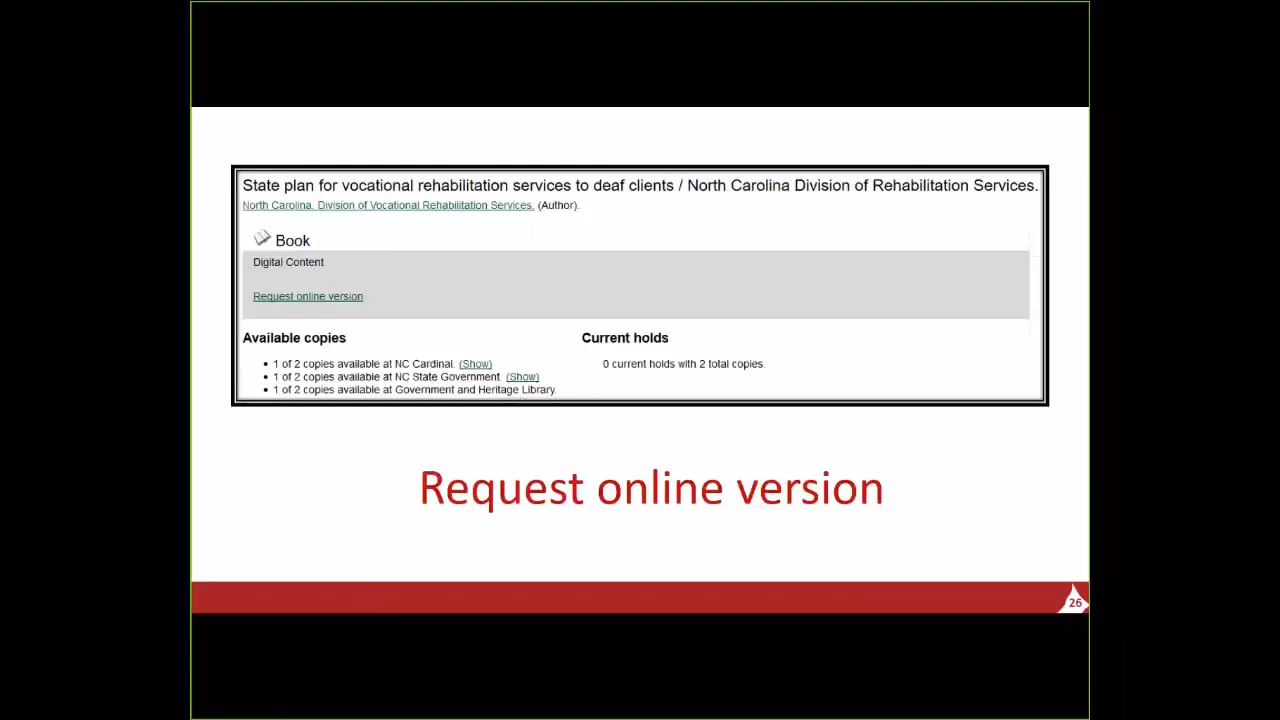 State plan for vocational rehabilitation services to deaf clients / North Carolina Division of Rehabilitation Services.
North Carolina. Division of Vocational Rehabilitation Services. (Author).
Book
Digital Content
Request online version
Available copies
Current holds
1 of 2 copies available at NC Cardinal. (Show)
0 current holds with 2 total copies.
1 of 2 copies available at NC State Government. (Show)
1 of 2 copies available at Government and Heritage Library.
Request online version
26